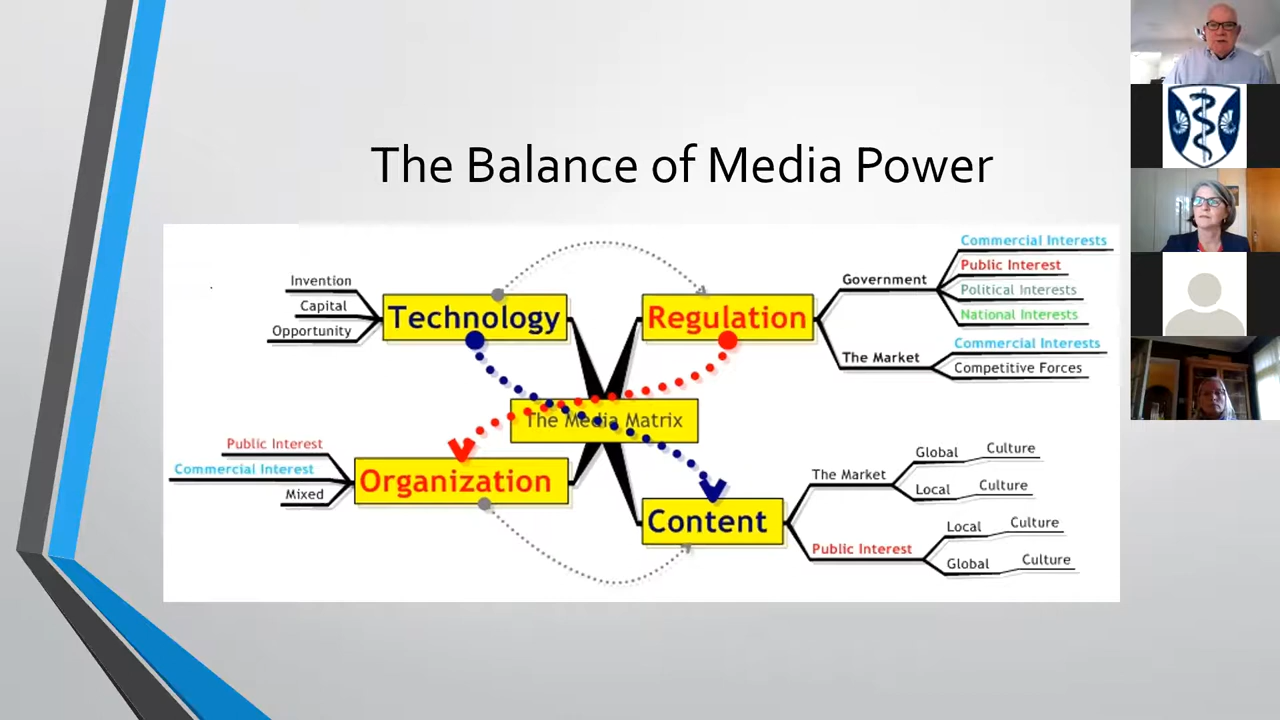 The Balance of Media Power
Invention
Capital
Opportunity
Technology
Regulation
Government
Commercial Interests
Public Interest
Political Interests
National Interests
The Market
Commercial Interests
Competitive Forces
The Media Matrix
Public Interest
Commercial Interest
Mixed
Organization
Content
The Market
Global Culture
Local Culture
Public Interest
Local Culture
Global Culture